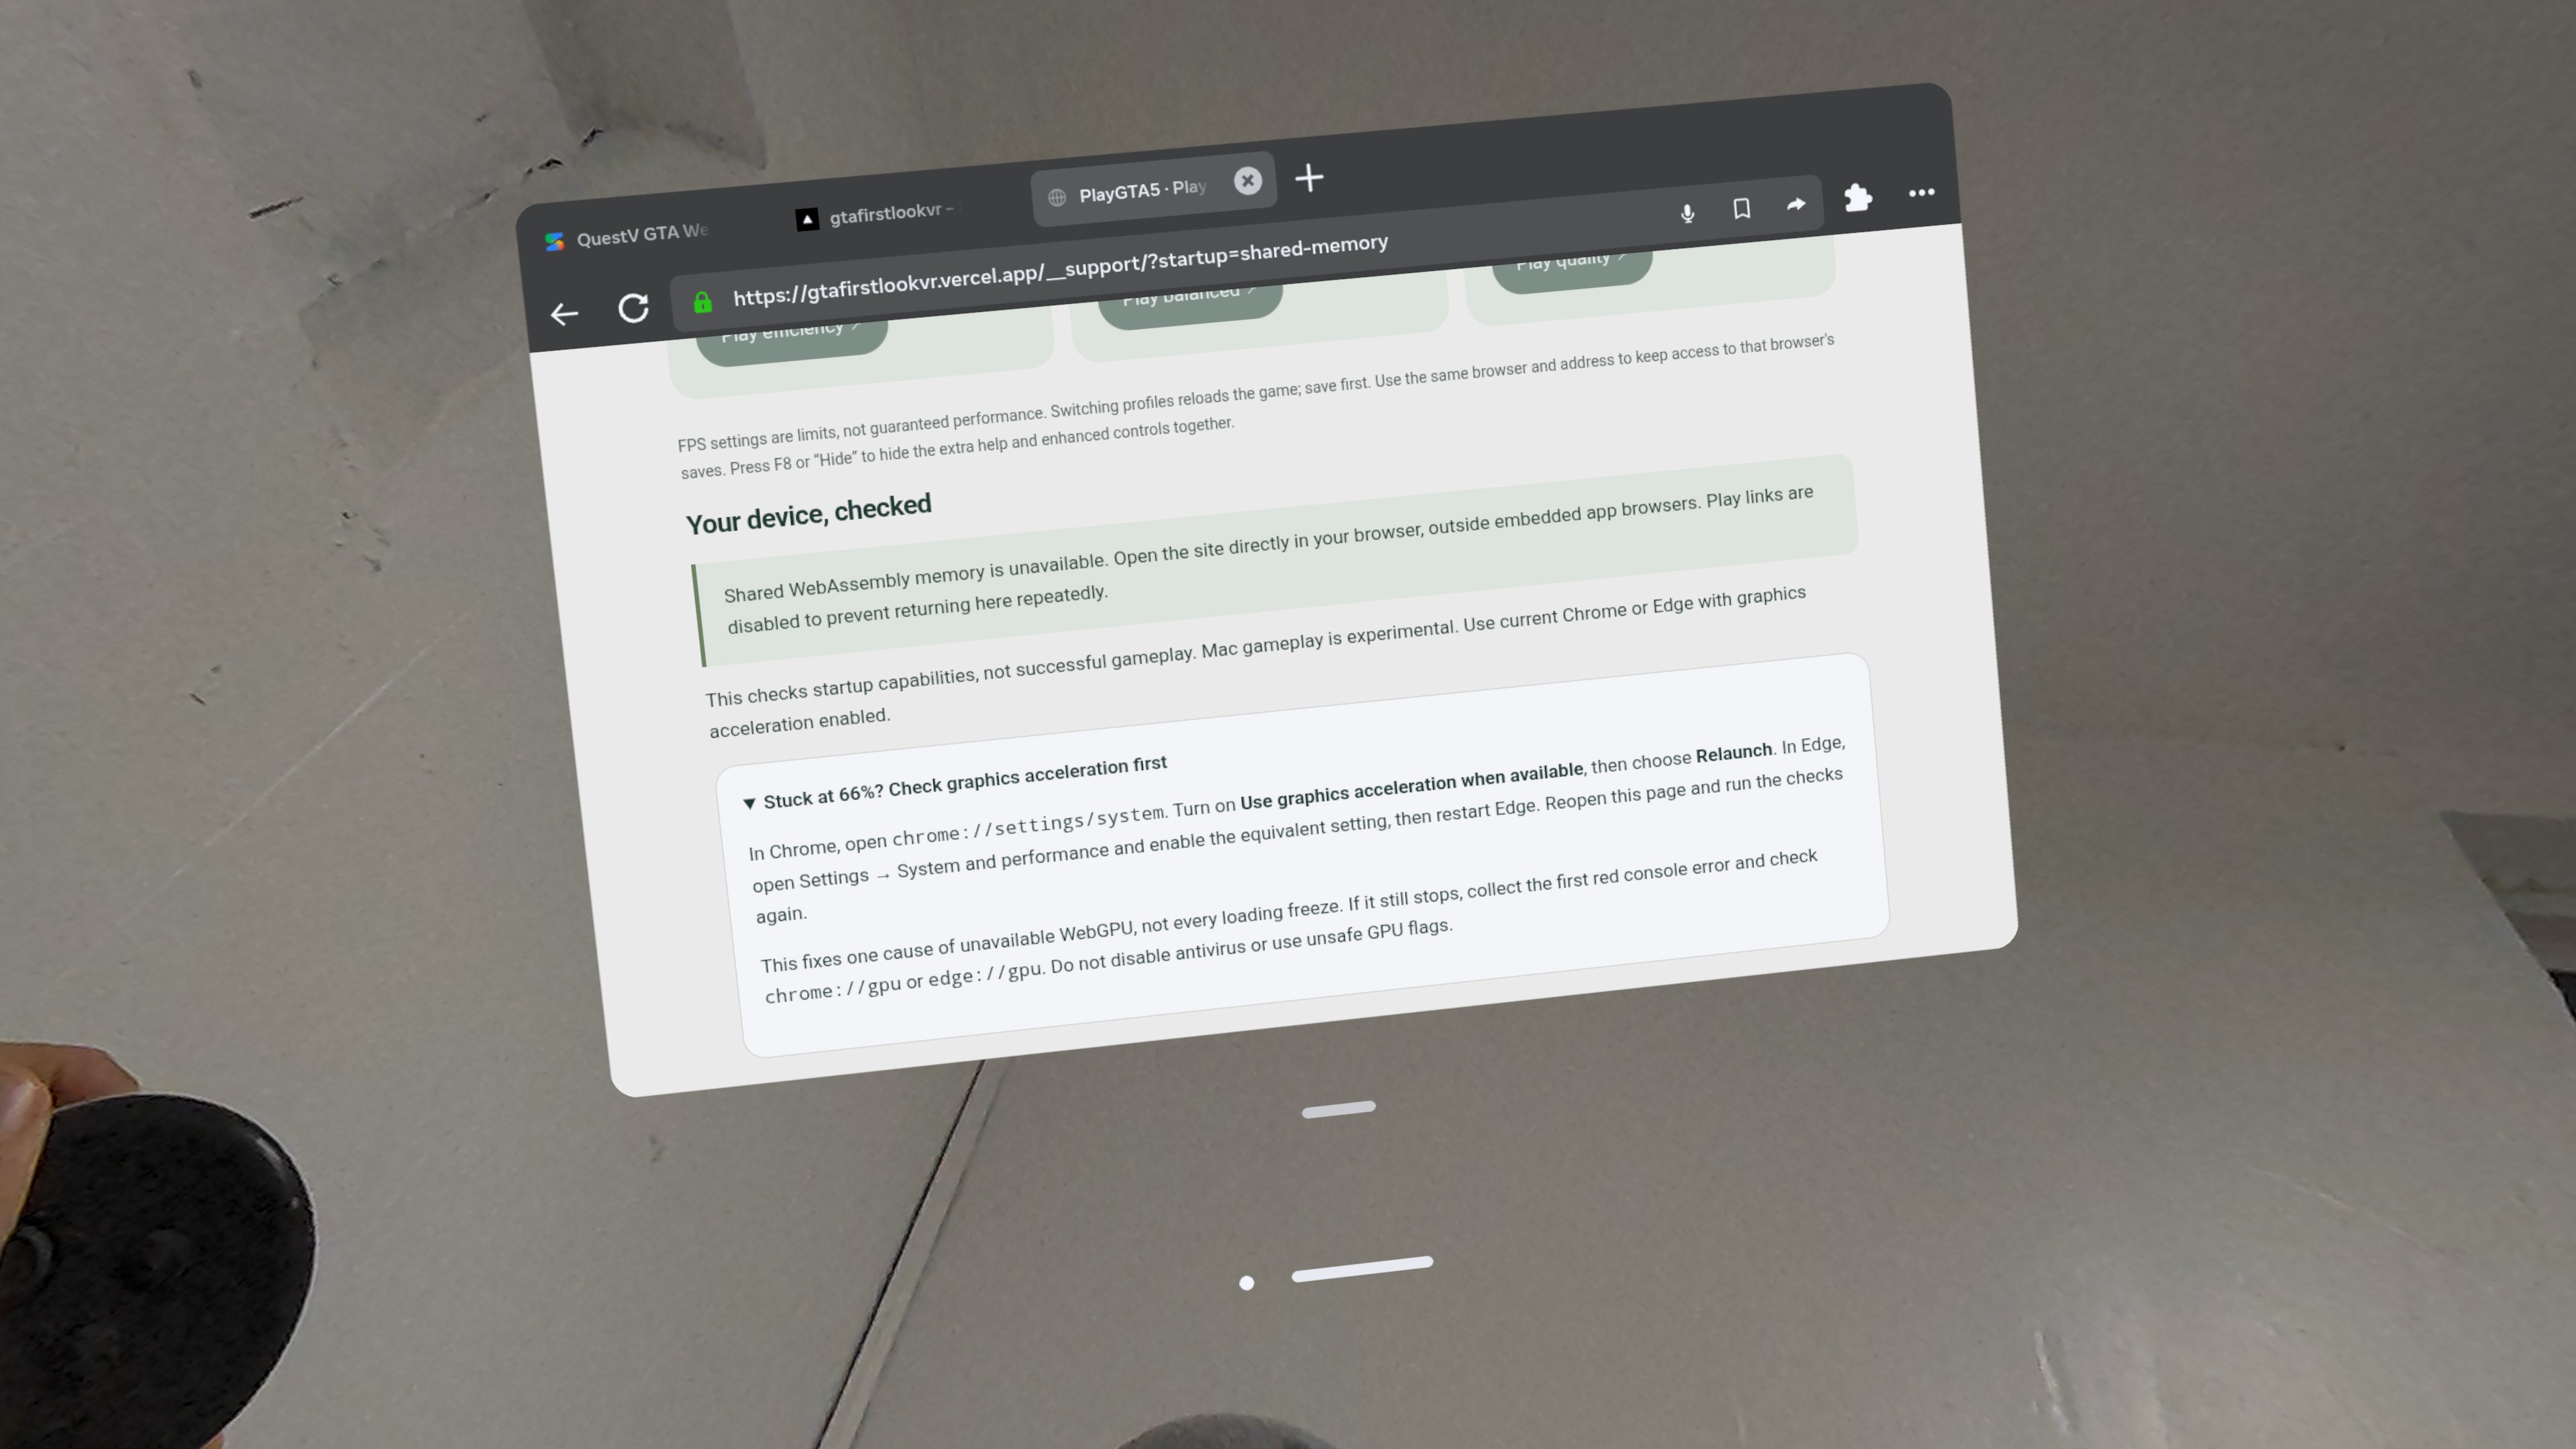 QuestV GTA We
gtafirstlookvr –
PlayGTA5 · Play
https://gtafirstlookvr.vercel.app/__support/?startup=shared-memory
Play efficiency ↗
Play balanced ↗
Play quality ↗
FPS settings are limits, not guaranteed performance. Switching profiles reloads the game; save first. Use the same browser and address to keep access to that browser's
saves. Press F8 or “Hide” to hide the extra help and enhanced controls together.
Your device, checked
Shared WebAssembly memory is unavailable. Open the site directly in your browser, outside embedded app browsers. Play links are
disabled to prevent returning here repeatedly.
This checks startup capabilities, not successful gameplay. Mac gameplay is experimental. Use current Chrome or Edge with graphics
acceleration enabled.
▼ Stuck at 66%? Check graphics acceleration first
In Chrome, open chrome://settings/system. Turn on Use graphics acceleration when available, then choose Relaunch. In Edge,
open Settings → System and performance and enable the equivalent setting, then restart Edge. Reopen this page and run the checks
again.
This fixes one cause of unavailable WebGPU, not every loading freeze. If it still stops, collect the first red console error and check
chrome://gpu or edge://gpu. Do not disable antivirus or use unsafe GPU flags.